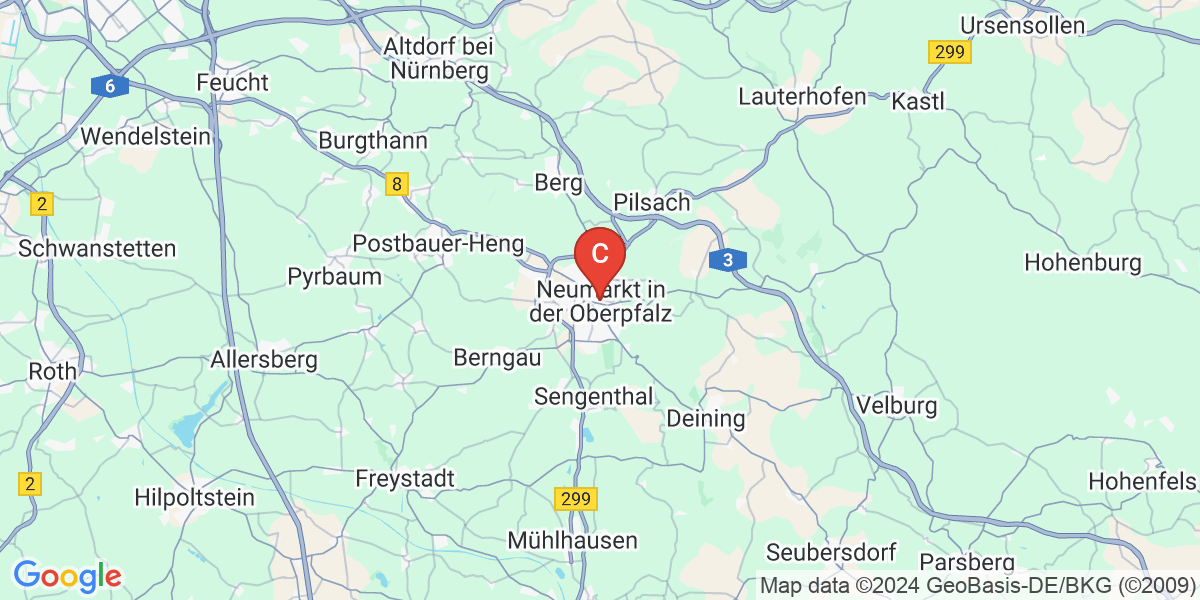 Ursensollen
Altdorf bei
Nürnberg
299
6
Feucht
Lauterhofen
Kastl
Wendelstein
Burgthann
8
Berg
2
Pilsach
Schwanstetten
Postbauer-Heng
C
3
Hohenburg
Pyrbaum
Neumarkt in
der Oberpfalz
Allersberg
Berngau
Roth
Sengenthal
Deining
Velburg
Freystadt
2
Hilpoltstein
299
Hohenfels
Mühlhausen
Seubersdorf
Parsberg
Google
Map data ©2024 GeoBasis-DE/BKG (©2009)